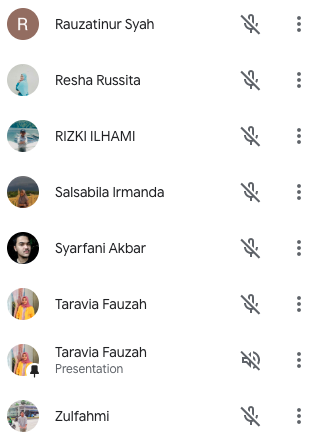 R Rauzatinur Syah
Resha Russita
RIZKI ILHAMI
Salsabila Irmanda
Syarfani Akbar
Taravia Fauzah
Taravia Fauzah
Presentation
Zulfahmi